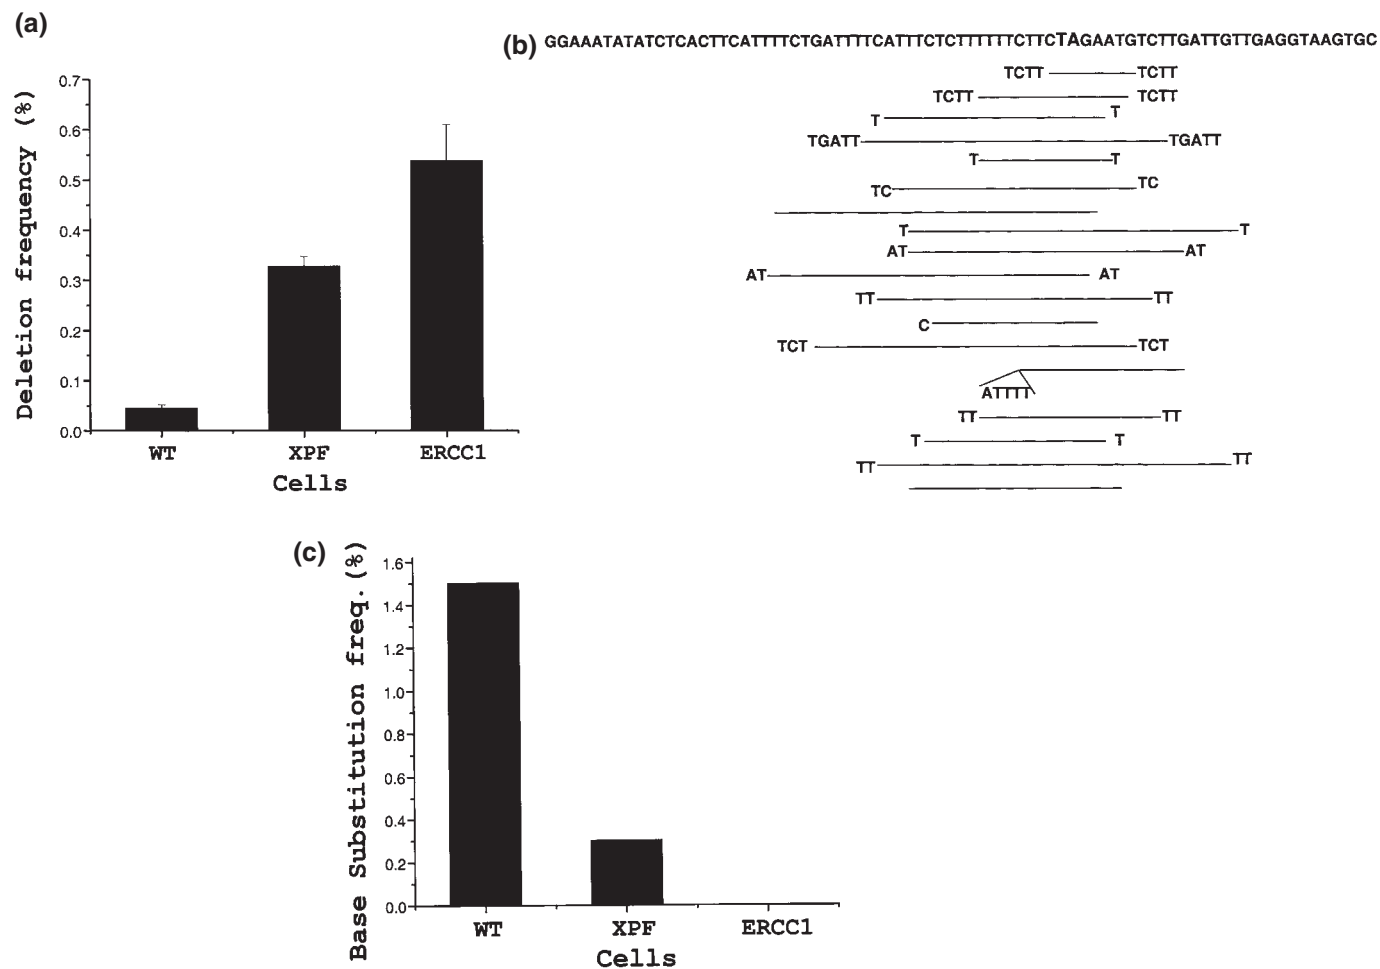 (a)
Deletion frequency (%)
0.7
0.6
0.5
0.4
0.3
0.2
0.1
0.0
WT XPF ERCC1
Cells
(b) GGAAATATATCTCACTTCATTTTCTGATTTTCATTTCTCTTTTTTCTTCTAGAATGTCTTGATTGTTGAGGTAAGTGC
TCTT TCTT
TCTT TCTT
T T
TGATT TGATT
T T
TC TC
T T
AT AT
AT AT
TT TT
C
TCT TCT
ATTTT
TT TT
T T
TT TT
(c)
Base Substitution freq.(%)
1.6
1.4
1.2
1.0
0.8
0.6
0.4
0.2
0.0
WT XPF ERCC1
Cells